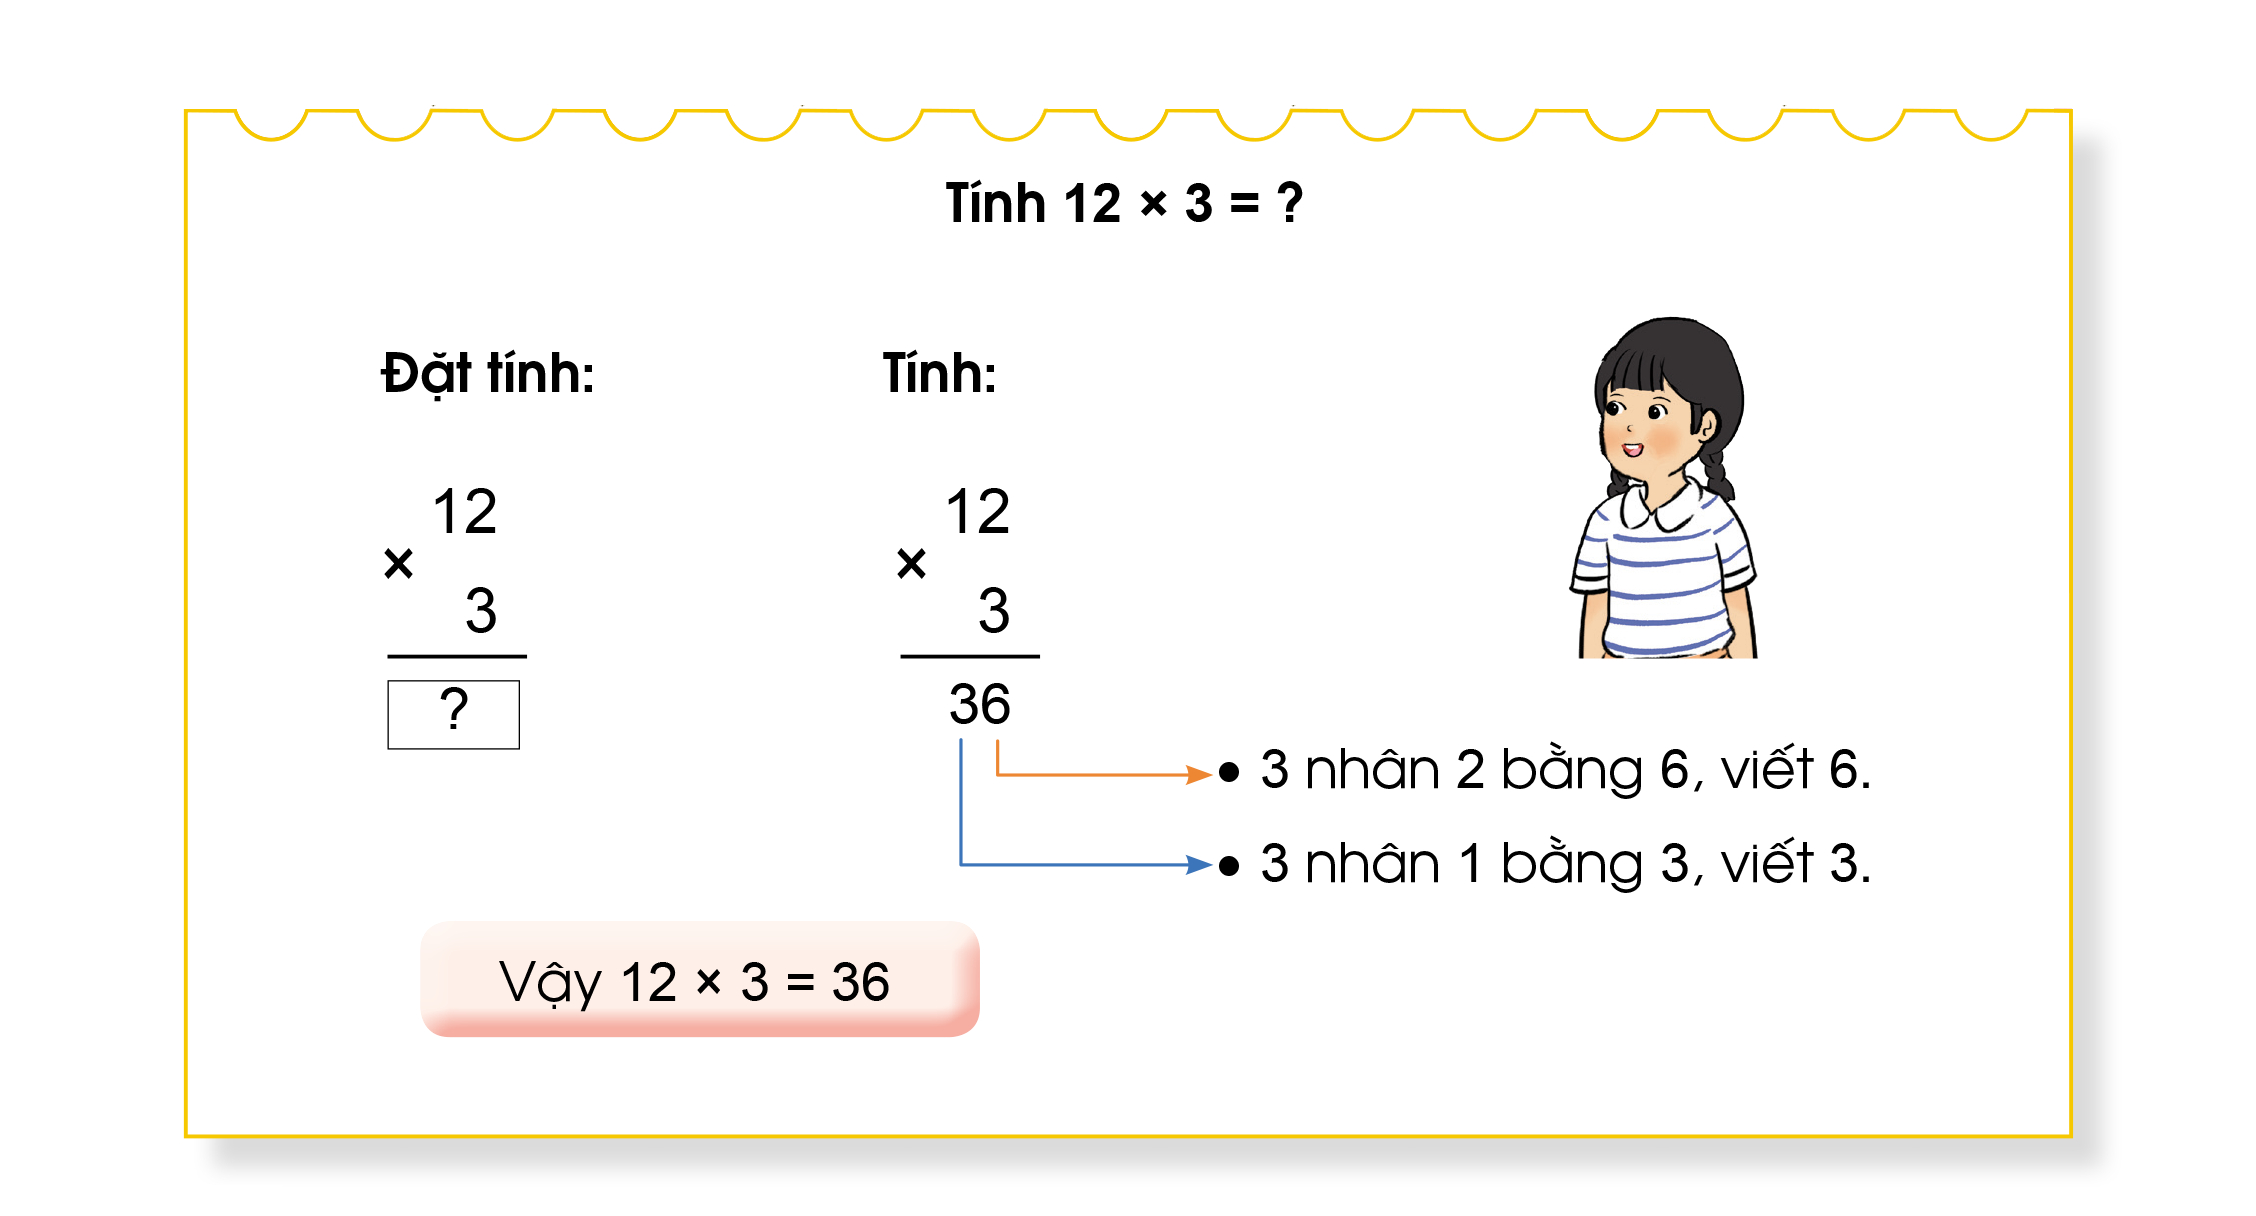 Tính 12 × 3 = ?
Đặt tính:
12
×
3
?
Tính:
12
×
3
36
• 3 nhân 2 bằng 6, viết 6.
• 3 nhân 1 bằng 3, viết 3.
Vậy 12 × 3 = 36